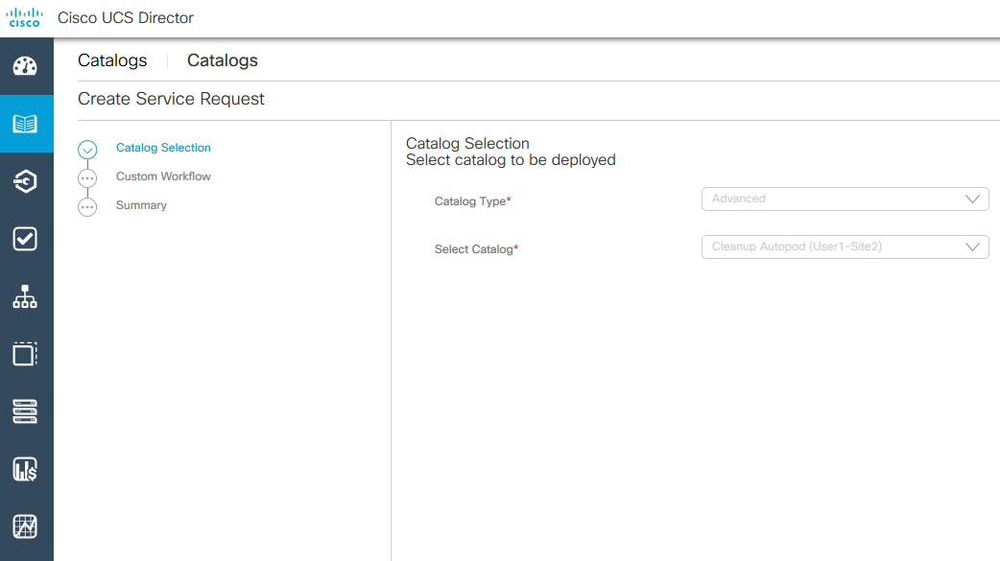 CISCO
Cisco UCS Director
Catalogs
Catalogs
Create Service Request
Catalog Selection
Custom Workflow
Summary
Catalog Selection
Select catalog to be deployed
Catalog Type*
Advanced
Select Catalog*
Cleanup Autopod (User1-Site2)